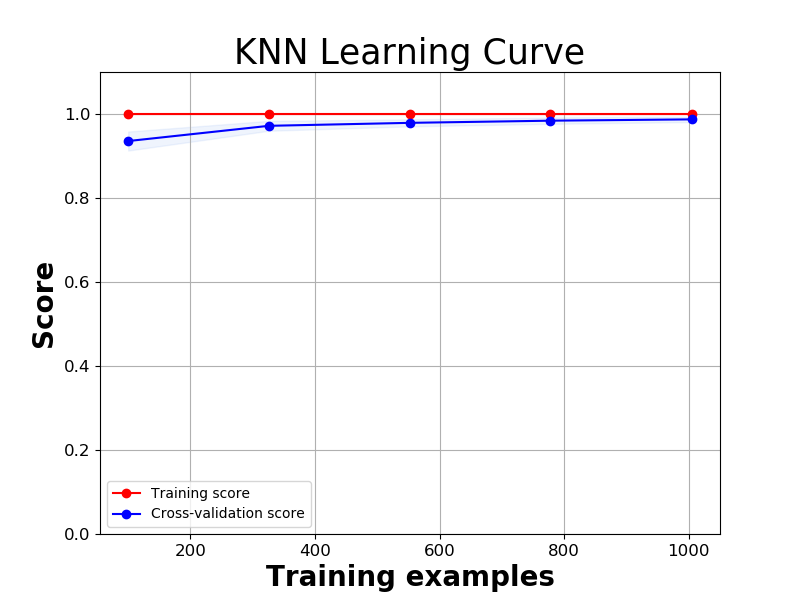 KNN Learning Curve
1.0
0.8
0.6
0.4
0.2
0.0
Score
Training score
Cross-validation score
200 400 600 800 1000
Training examples